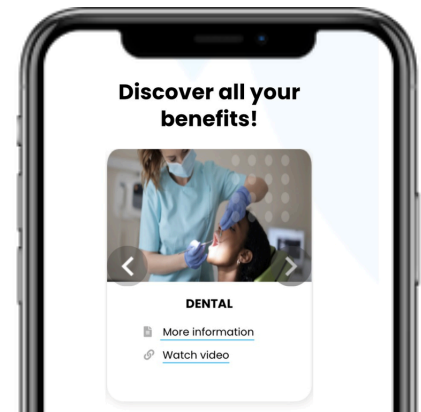 Discover all your
benefits!
DENTAL
More information
Watch video